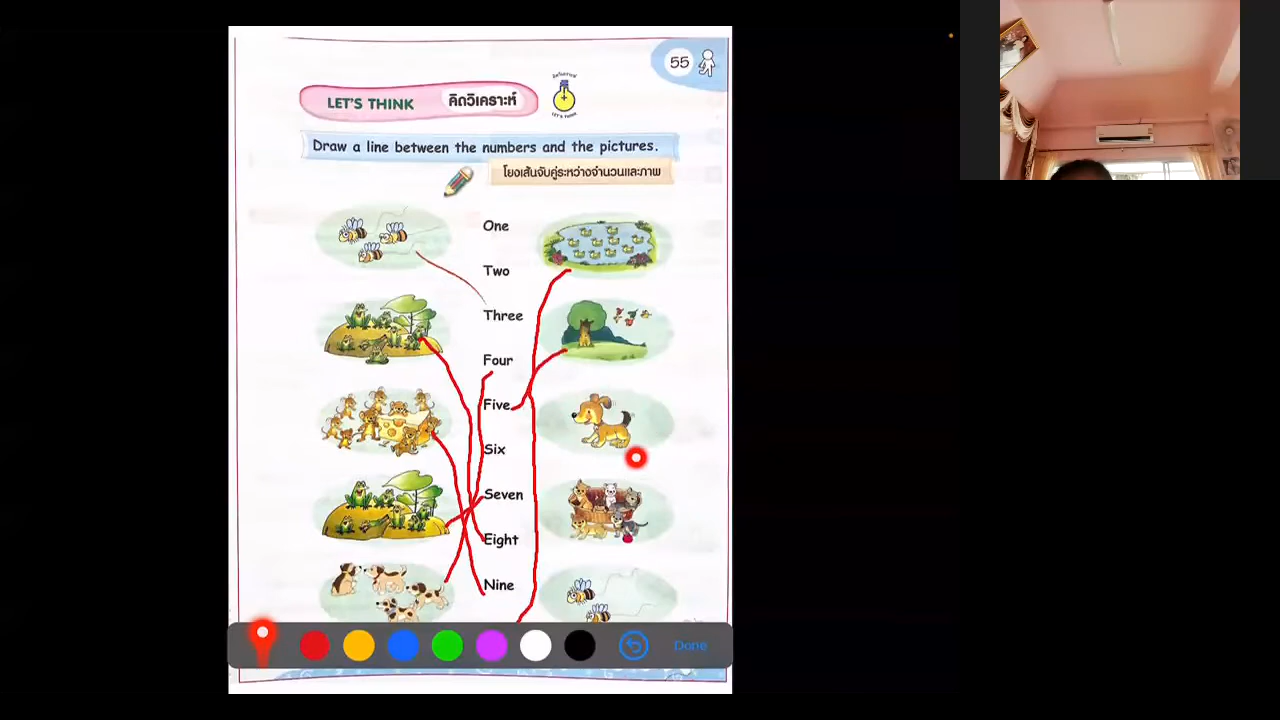 55
LET'S THINK คิดวิเคราะห์
LET'S THINK
Draw a line between the numbers and the pictures.
โยงเส้นจับคู่ระหว่างจำนวนและภาพ
One
Two
Three
Four
Five
Six
Seven
Eight
Nine
Done